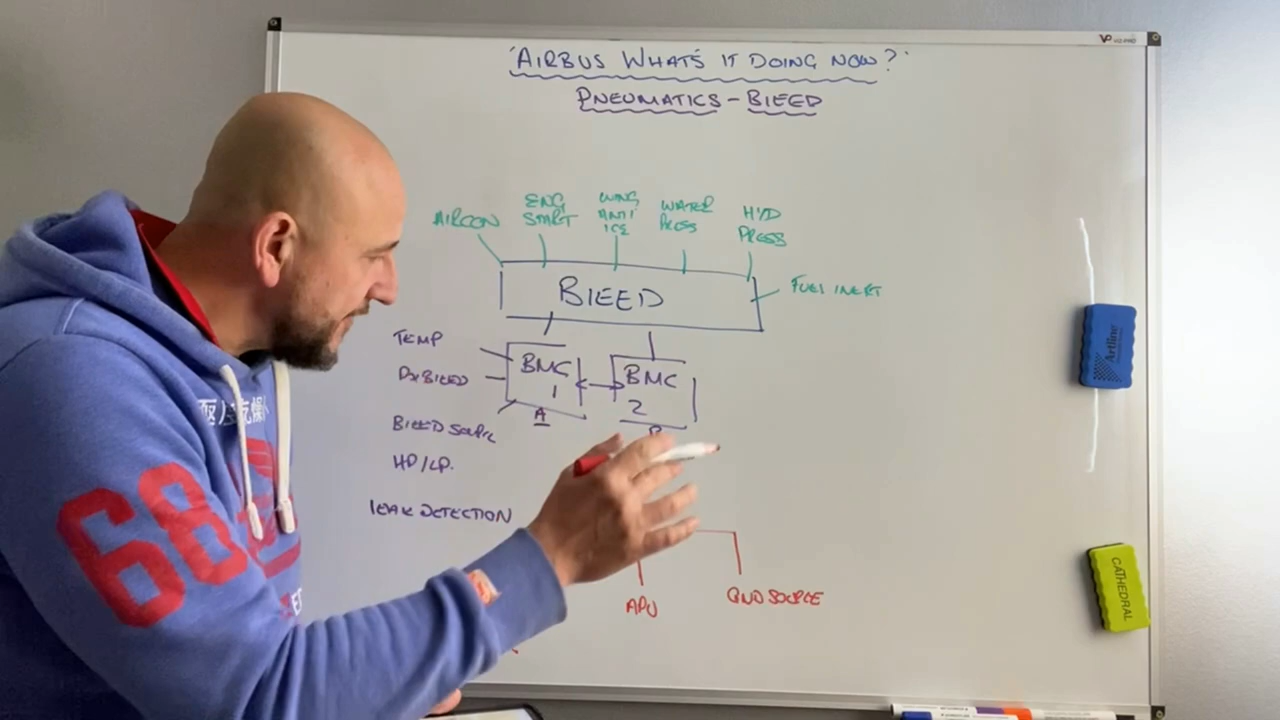 'AIRBUS WHAT'S IT DOING NOW?'
PNEUMATICS - BLEED
AIRCON
ENG
START
WING
ANTI
ICE
WATER
PRESS
HYD
PRESS
FUEL INERT
BLEED
TEMP
BMC
1
A
BMC
2
BLEED SOURCE
HP/LP.
LEAK DETECTION
APU
GND SOURCE
68
Artline
CATHEDRAL